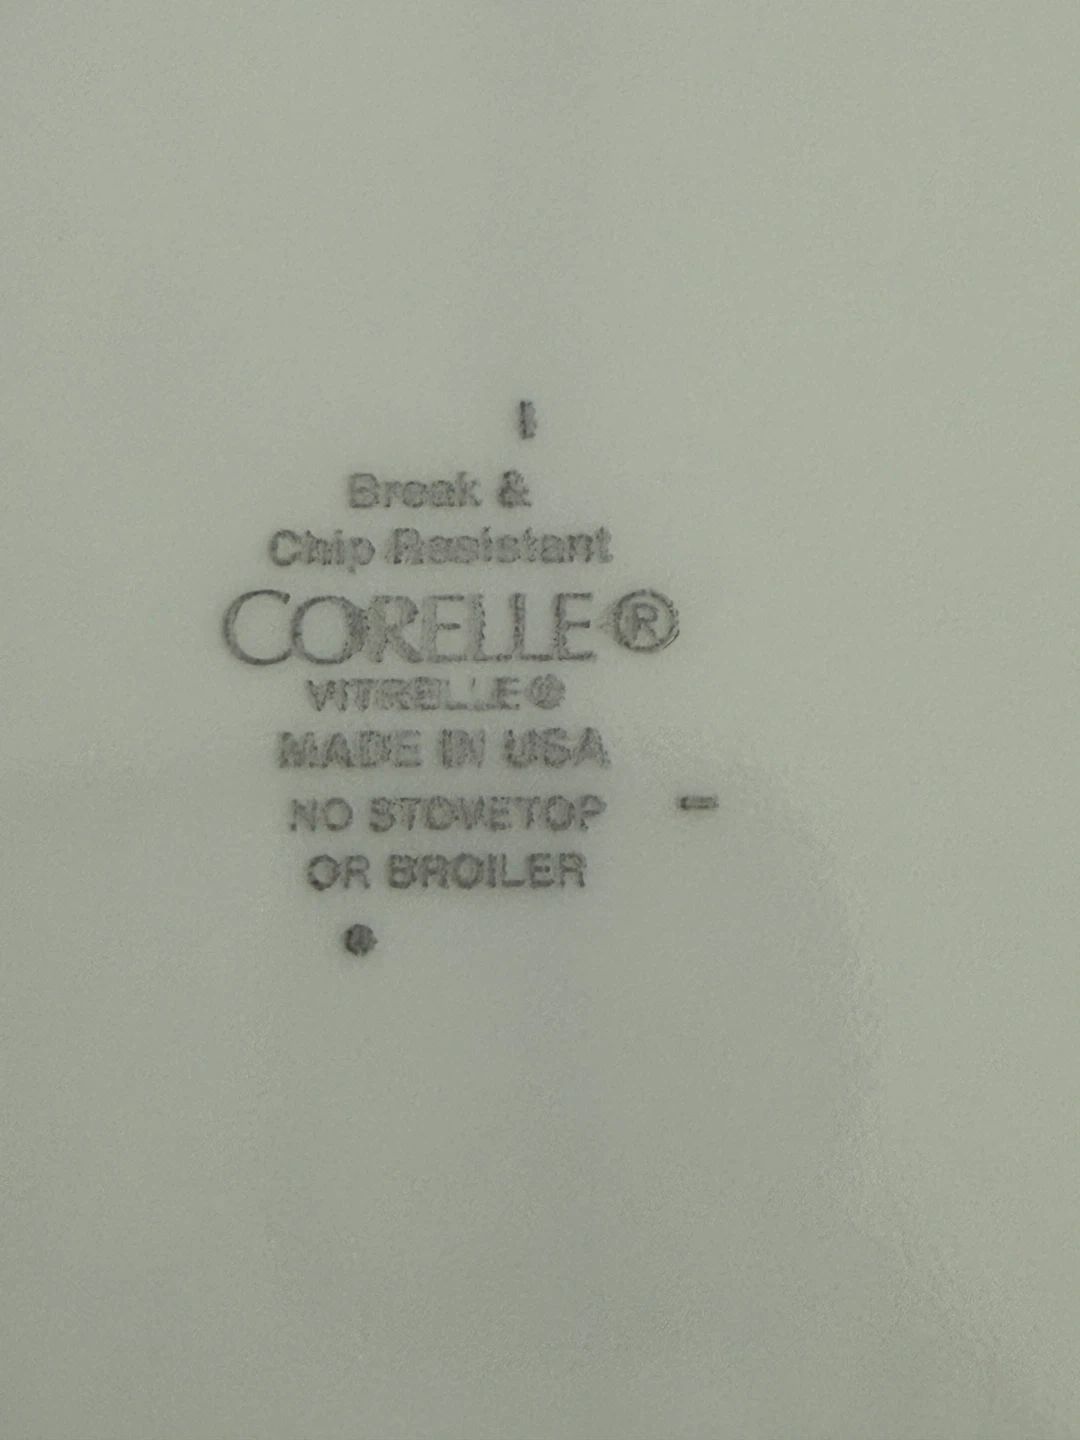 Break &
Chip Resistant
CORELLE®
VITRELLE®
MADE IN USA
NO STOVETOP
OR BROILER